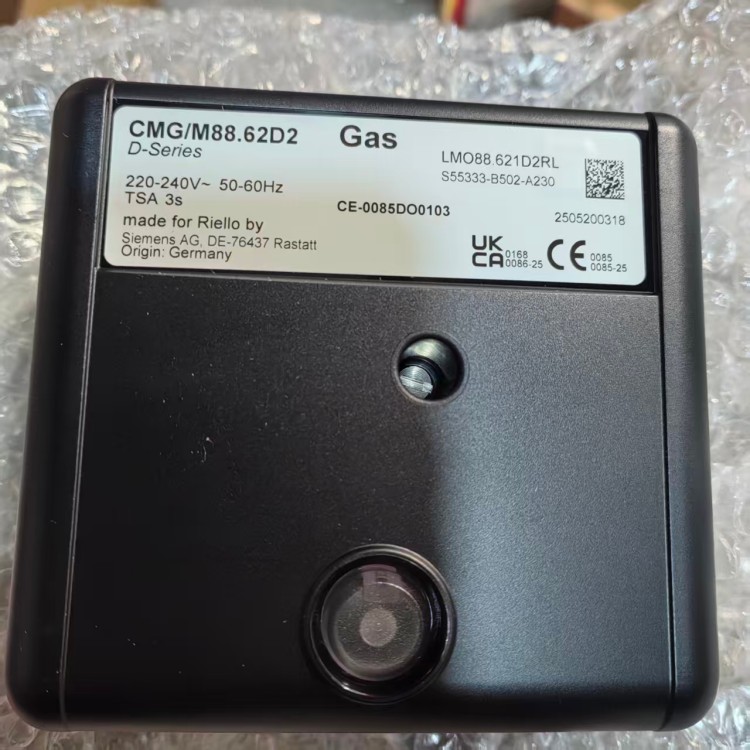 CMG/M88.62D2
Gas
D-Series
LMO88.621D2RL
S55333-B502-A230
220-240V~ 50-60Hz
TSA 3s
CE-0085DO0103
2505200318
made for Riello by
Siemens AG, DE-76437 Rastatt
Origin: Germany
UK
CA
0168
0086-25
CE
0085
0085-25